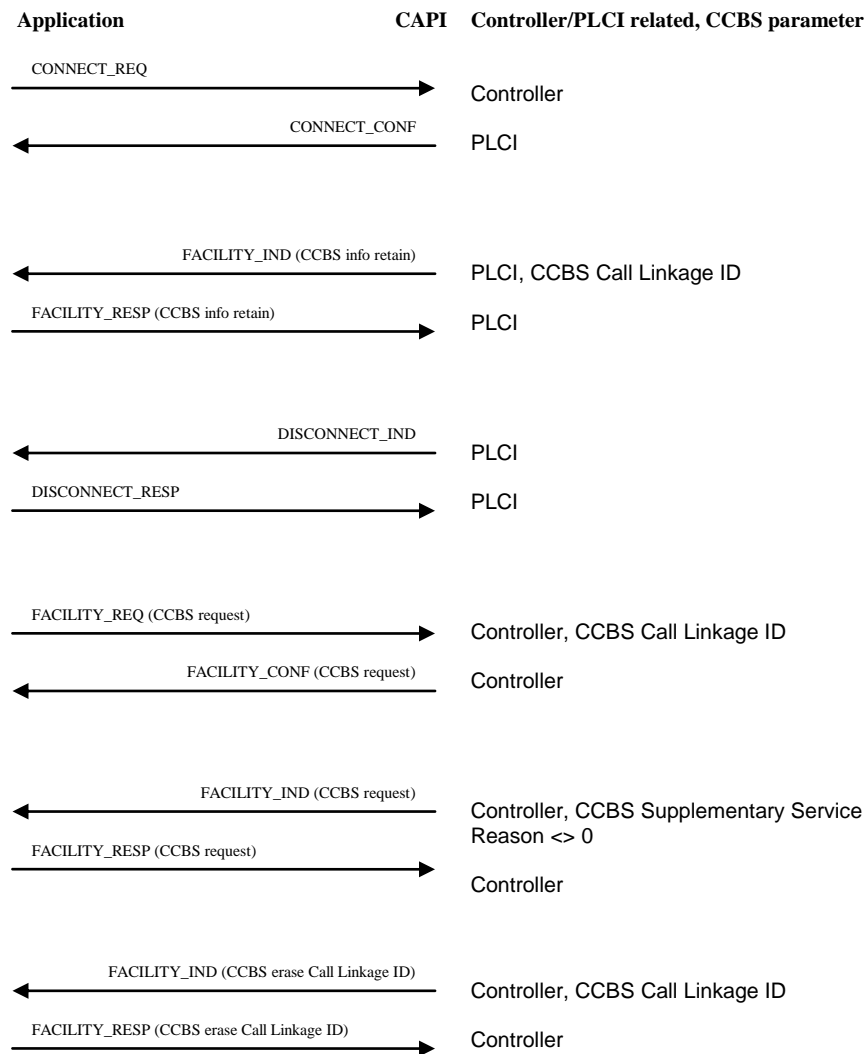 Application CAPI Controller/PLCI related, CCBS parameter
CONNECT_REQ
Controller
CONNECT_CONF
PLCI
FACILITY_IND (CCBS info retain)
PLCI, CCBS Call Linkage ID
FACILITY_RESP (CCBS info retain)
PLCI
DISCONNECT_IND
PLCI
DISCONNECT_RESP
PLCI
FACILITY_REQ (CCBS request)
Controller, CCBS Call Linkage ID
FACILITY_CONF (CCBS request)
Controller
FACILITY_IND (CCBS request)
Controller, CCBS Supplementary Service
Reason <> 0
FACILITY_RESP (CCBS request)
Controller
FACILITY_IND (CCBS erase Call Linkage ID)
Controller, CCBS Call Linkage ID
FACILITY_RESP (CCBS erase Call Linkage ID)
Controller